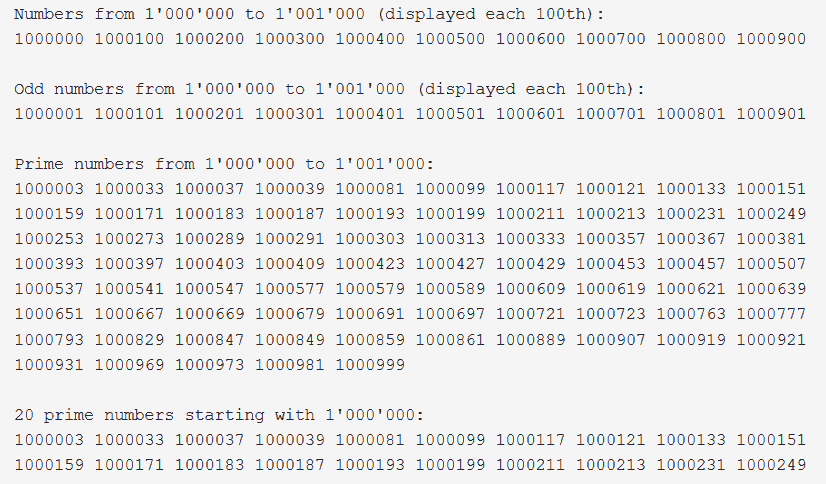 Numbers from 1'000'000 to 1'001'000 (displayed each 100th):
1000000 1000100 1000200 1000300 1000400 1000500 1000600 1000700 1000800 1000900
Odd numbers from 1'000'000 to 1'001'000 (displayed each 100th):
1000001 1000101 1000201 1000301 1000401 1000501 1000601 1000701 1000801 1000901
Prime numbers from 1'000'000 to 1'001'000:
1000003 1000033 1000037 1000039 1000081 1000099 1000117 1000121 1000133 1000151
1000159 1000171 1000183 1000187 1000193 1000199 1000211 1000213 1000231 1000249
1000253 1000273 1000289 1000291 1000303 1000313 1000333 1000357 1000367 1000381
1000393 1000397 1000403 1000409 1000423 1000427 1000429 1000453 1000457 1000507
1000537 1000541 1000547 1000577 1000579 1000589 1000609 1000619 1000621 1000639
1000651 1000667 1000669 1000679 1000691 1000697 1000721 1000723 1000763 1000777
1000793 1000829 1000847 1000849 1000859 1000861 1000889 1000907 1000919 1000921
1000931 1000969 1000973 1000981 1000999
20 prime numbers starting with 1'000'000:
1000003 1000033 1000037 1000039 1000081 1000099 1000117 1000121 1000133 1000151
1000159 1000171 1000183 1000187 1000193 1000199 1000211 1000213 1000231 1000249